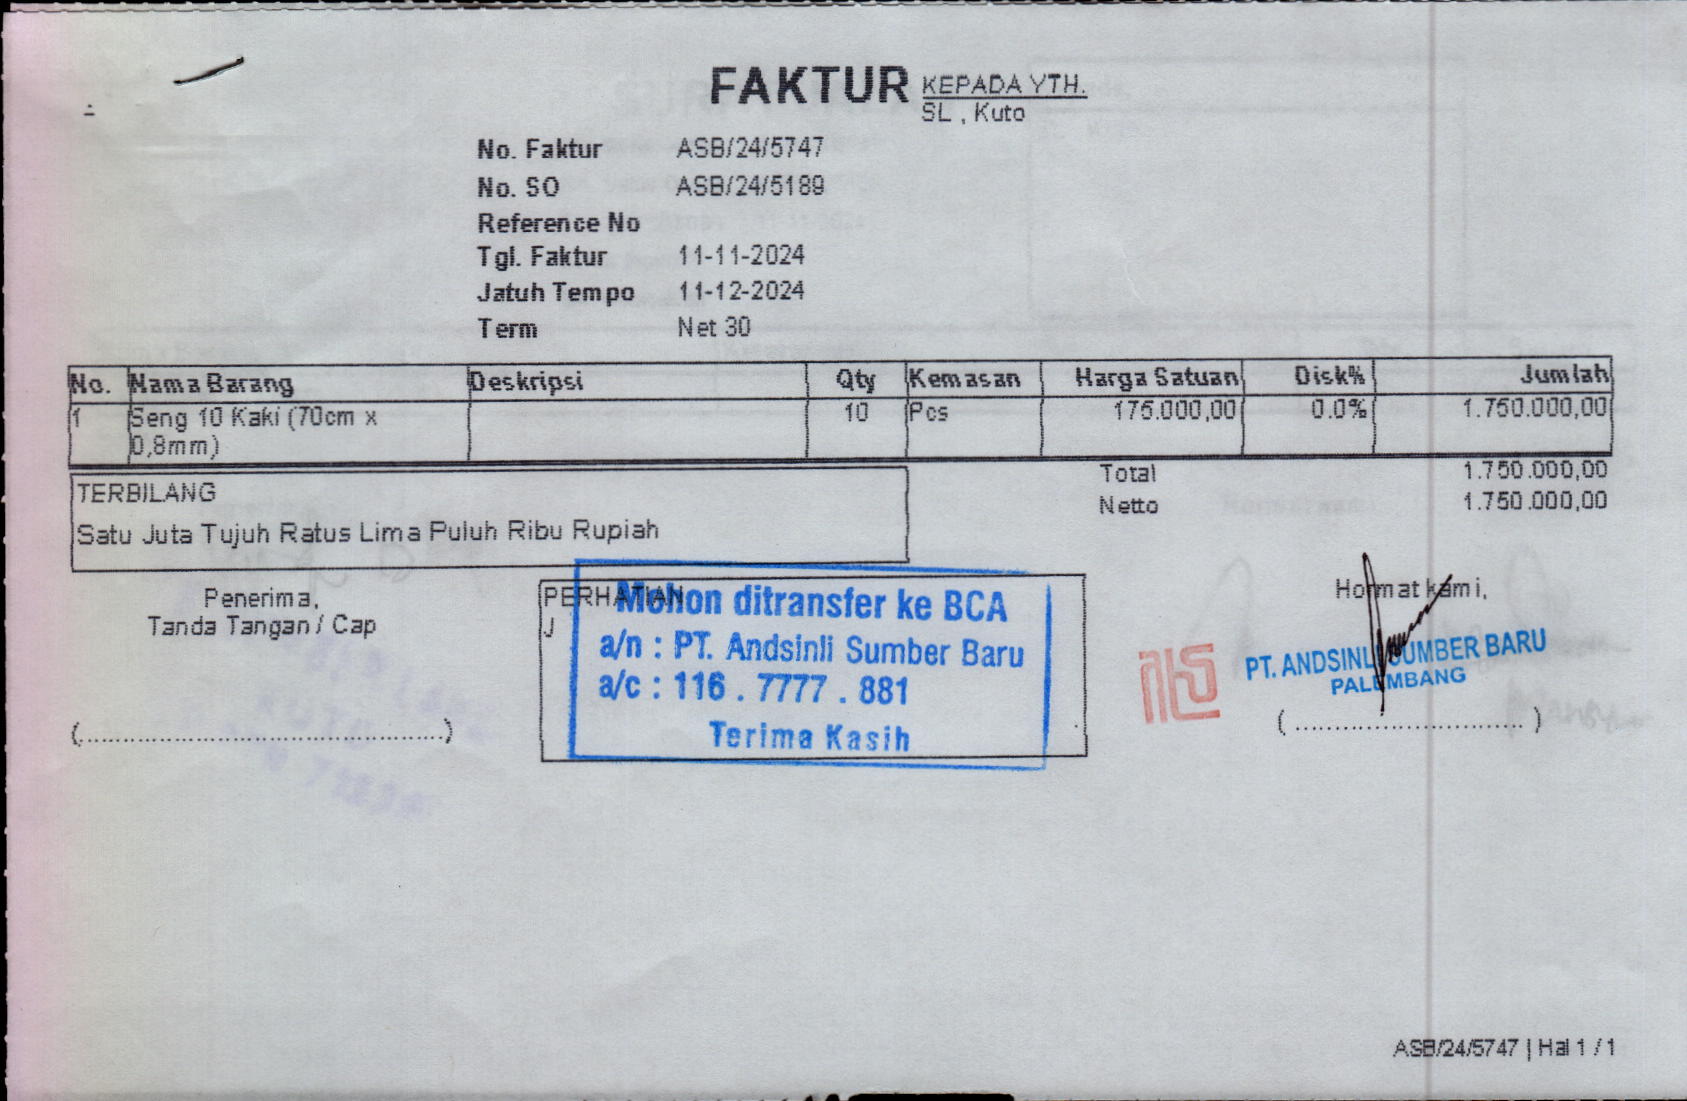 FAKTUR
KEPADA YTH.
SL , Kuto
No. Faktur ASB/24/5747
No. SO ASB/24/5189
Reference No
Tgl. Faktur 11-11-2024
Jatuh Tempo 11-12-2024
Term Net 30
No. Nama Barang Deskripsi Qty Kemasan Harga Satuan Disk% Jumlah
1 Seng 10 Kaki (70cm x 10 Pcs 175.000,00 0.0% 1.750.000,00
0,8mm)
Total 1.750.000,00
Netto 1.750.000,00
TERBILANG
Satu Juta Tujuh Ratus Lima Puluh Ribu Rupiah
Penerima,
Tanda Tangan / Cap
(............................................)
PERHATIAN
J
Mohon ditransfer ke BCA
a/n : PT. Andsinli Sumber Baru
a/c : 116 . 7777 . 881
Terima Kasih
Hormat kami,
PT. ANDSINLI SUMBER BARU
PALEMBANG
( ............................ )
ASB/24/5747 | Hal 1 / 1